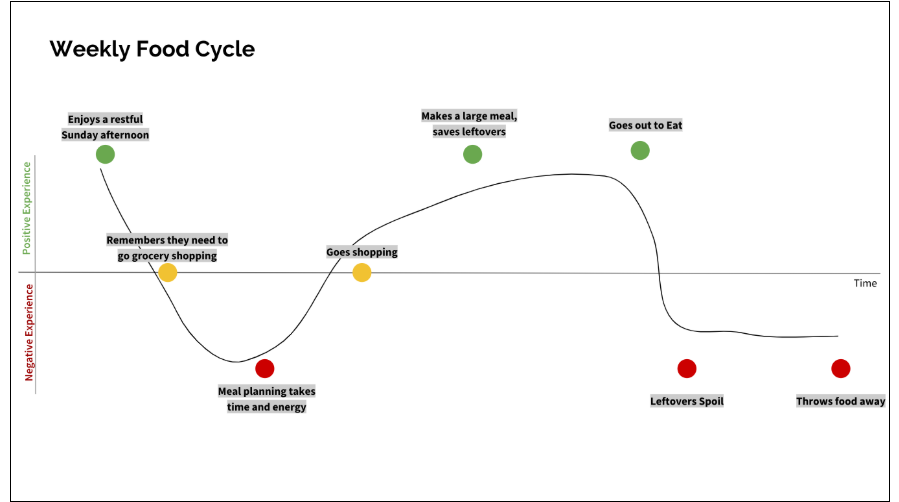 Weekly Food Cycle
Enjoys a restful
Sunday afternoon
Makes a large meal,
saves leftovers
Goes out to Eat
Positive Experience
Remembers they need to
go grocery shopping
Goes shopping
Time
Negative Experience
Meal planning takes
time and energy
Leftovers Spoil
Throws food away